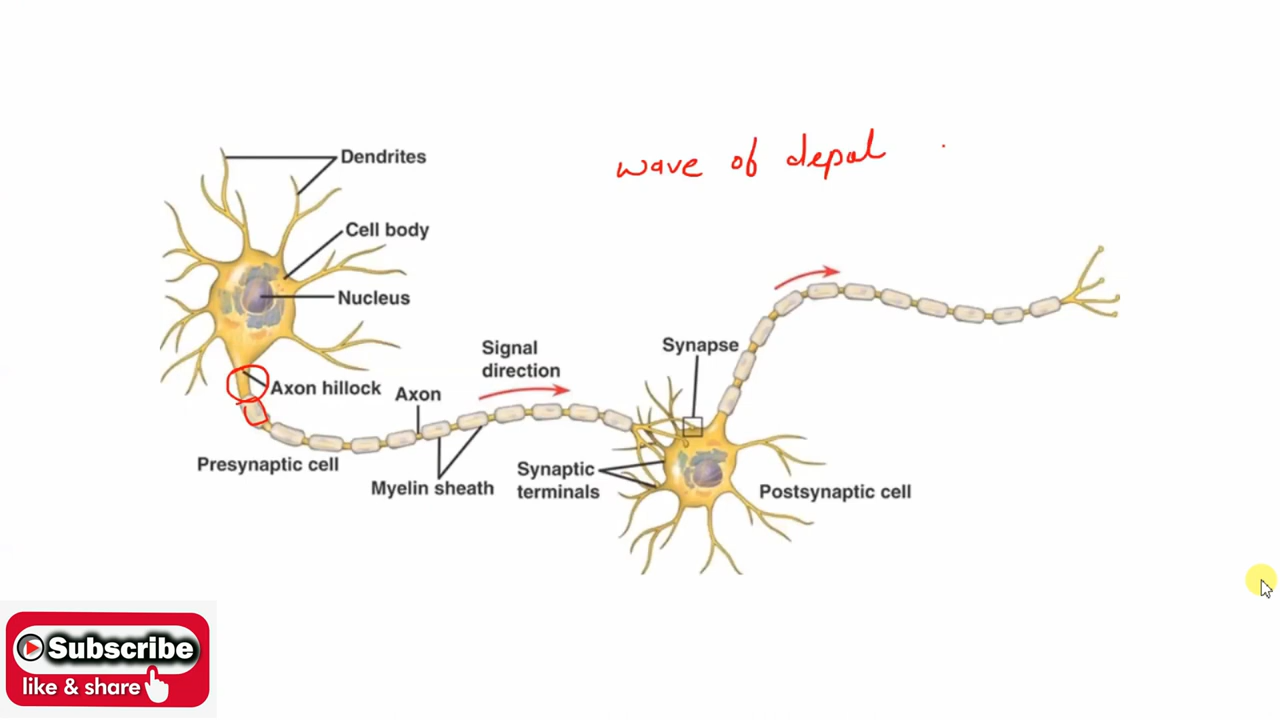 wave of depol
Dendrites
Cell body
Nucleus
Synapse
Signal
direction
Axon hillock
Axon
Presynaptic cell
Myelin sheath
Synaptic
terminals
Postsynaptic cell
Subscribe
like & share